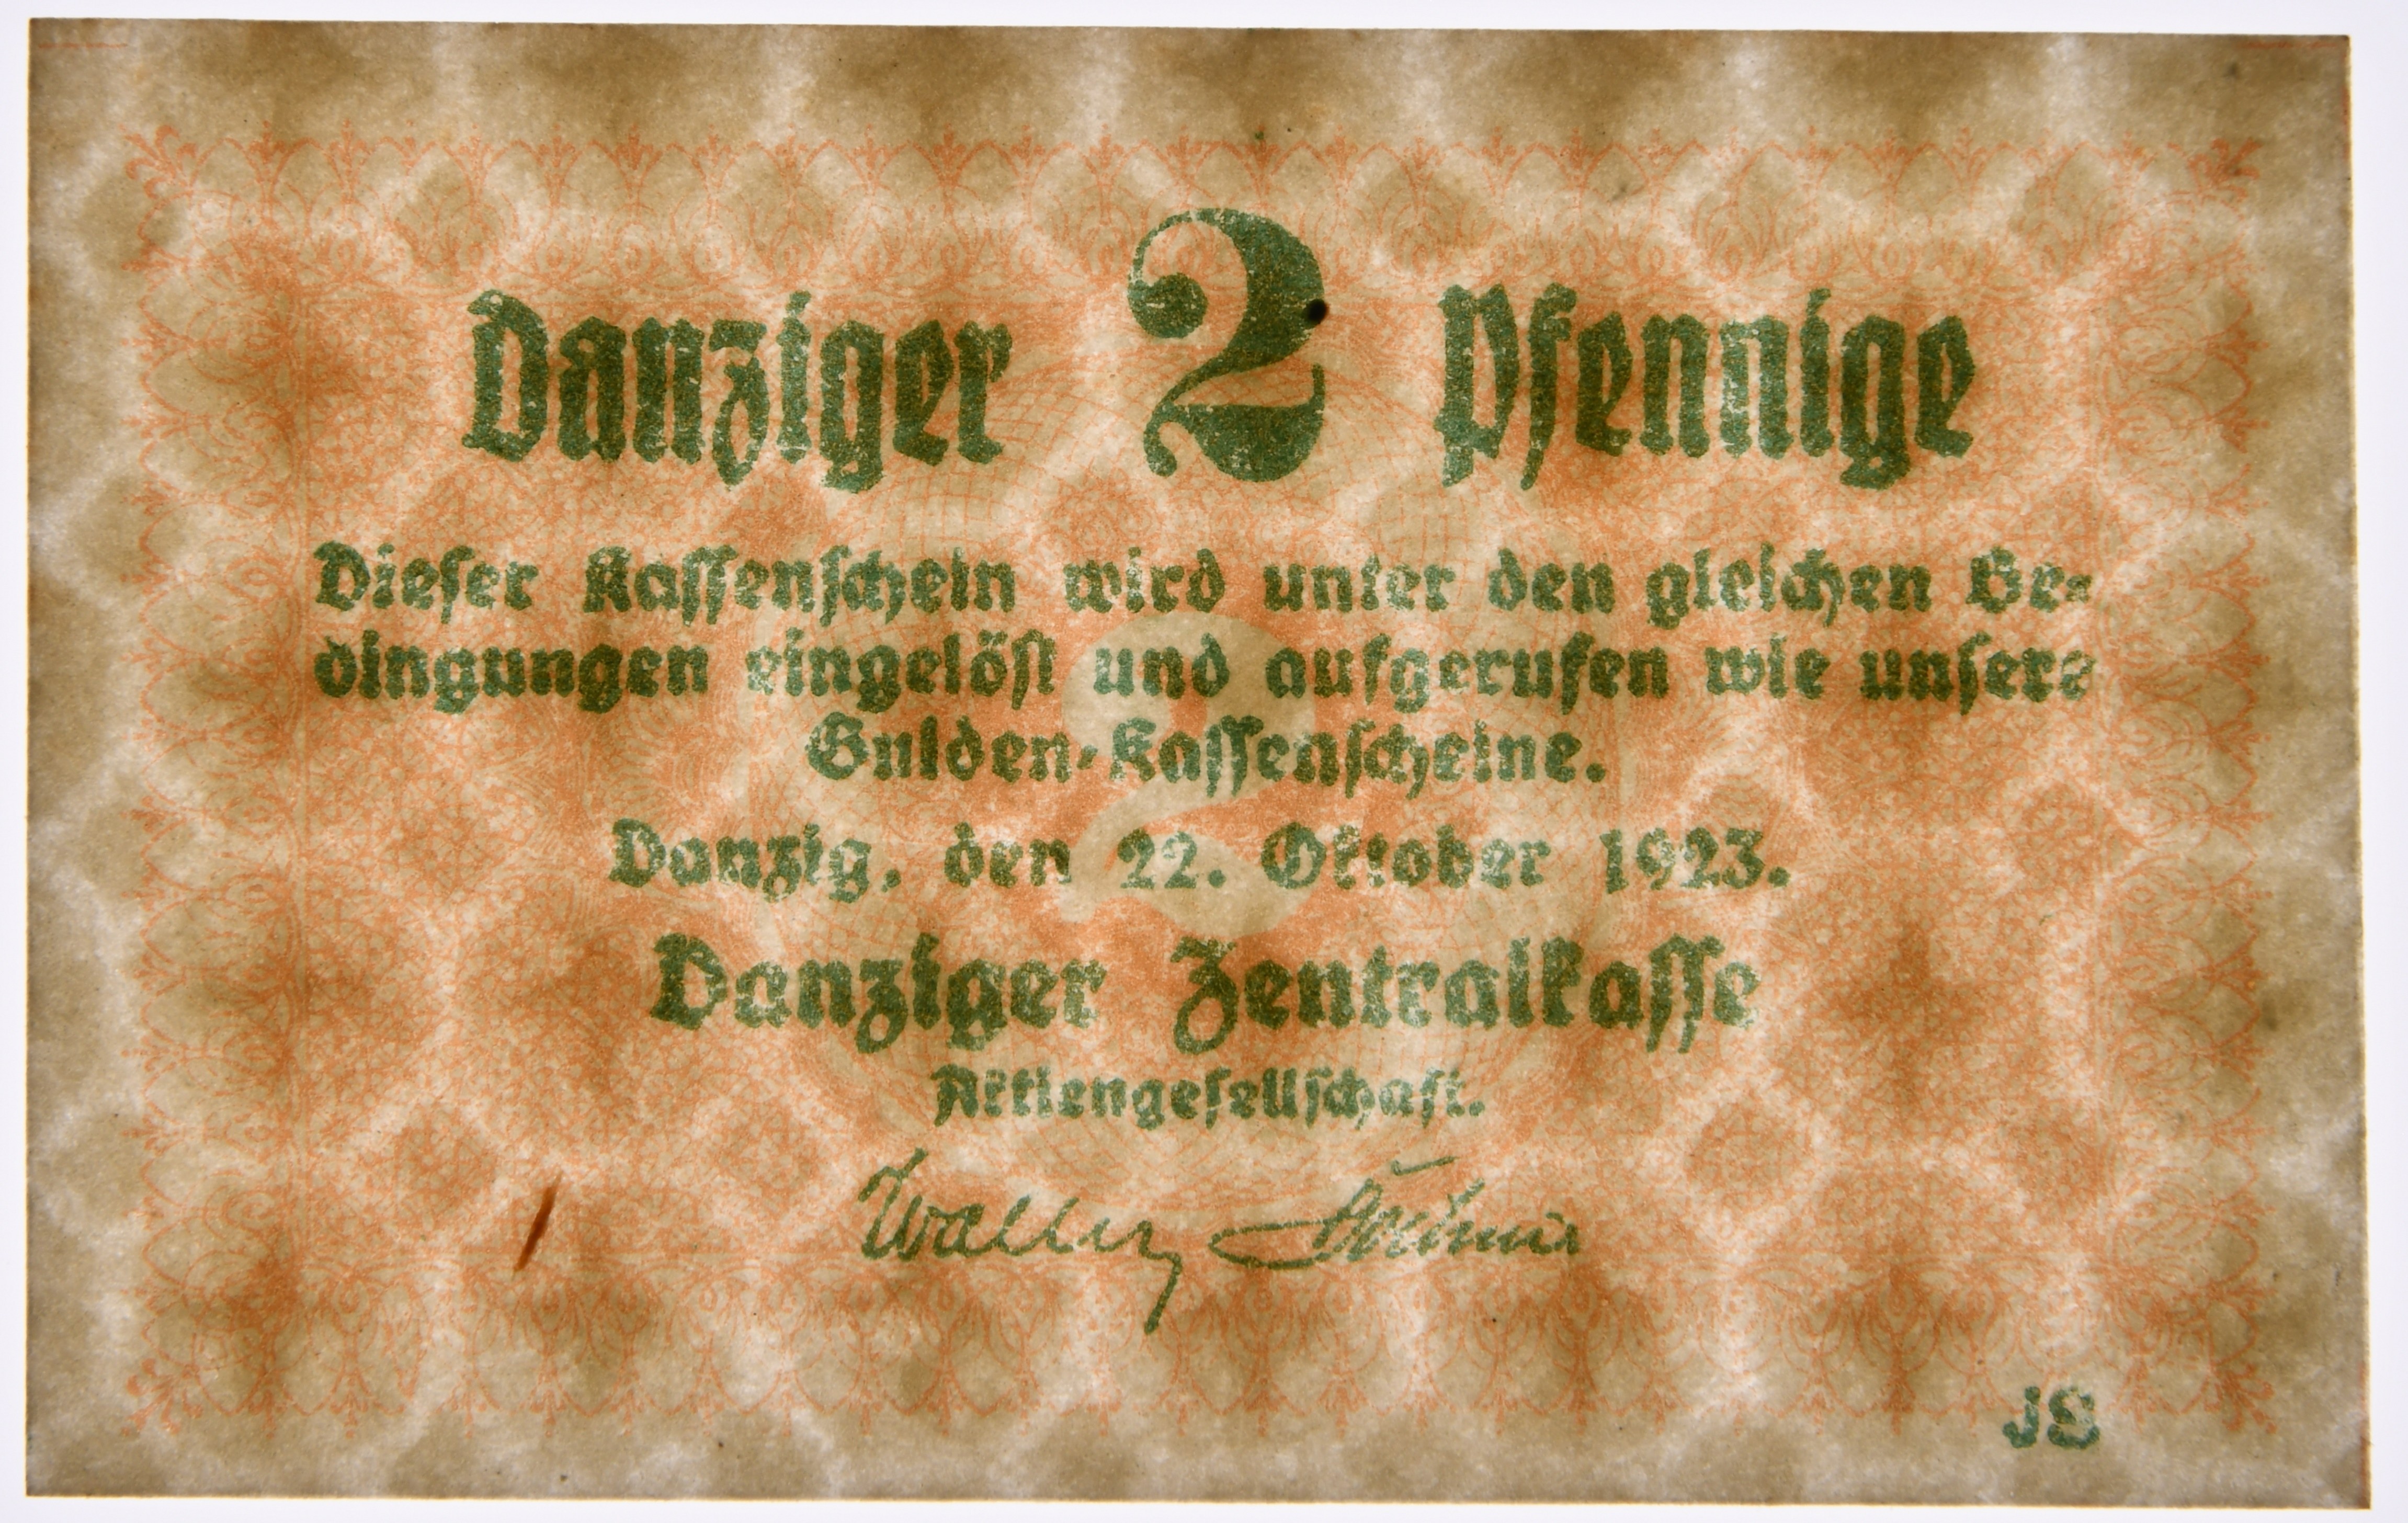 Danziger 2 Pfennige
Dieser Kassenschein wird unter den gleichen Be-
dingungen eingelöst und aufgerufen wie unsere
Gulden-Kassenscheine.
Danzig, den 22. Oktober 1923.
Danziger Zentralkasse
Aktiengesellschaft.
JS